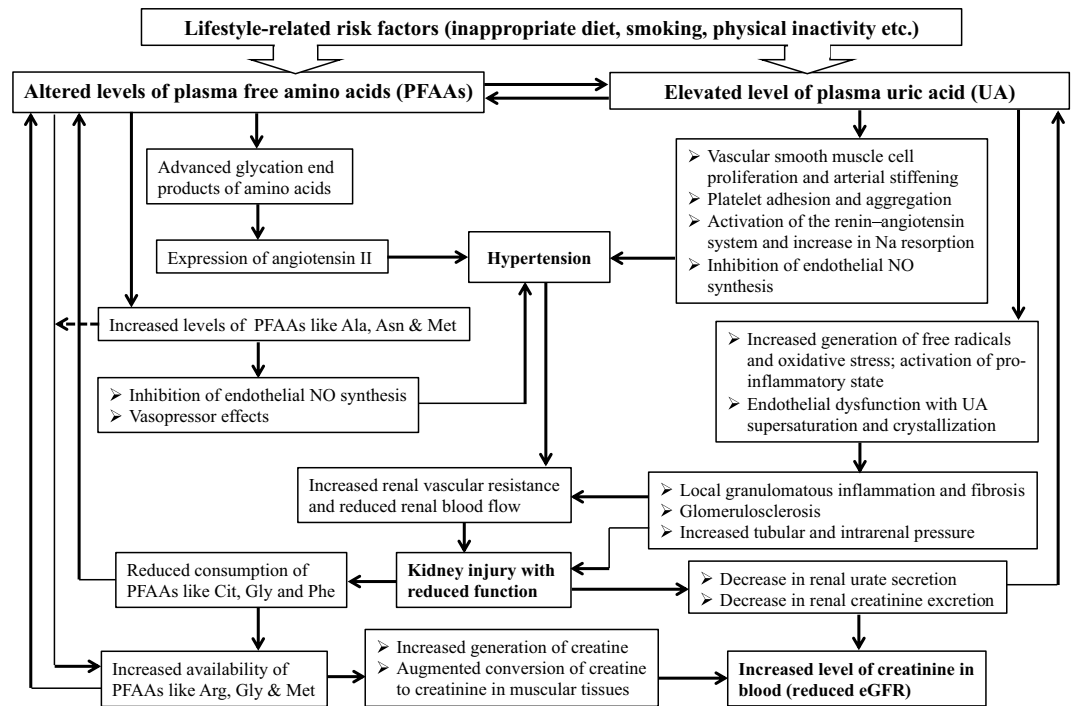 Lifestyle-related risk factors (inappropriate diet, smoking, physical inactivity etc.)
Altered levels of plasma free amino acids (PFAAs)
Elevated level of plasma uric acid (UA)
Advanced glycation end
products of amino acids
➢ Vascular smooth muscle cell
proliferation and arterial stiffening
➢ Platelet adhesion and aggregation
➢ Activation of the renin–angiotensin
system and increase in Na resorption
➢ Inhibition of endothelial NO
synthesis
Expression of angiotensin II
Hypertension
Increased levels of PFAAs like Ala, Asn & Met
➢ Inhibition of endothelial NO synthesis
➢ Vasopressor effects
➢ Increased generation of free radicals
and oxidative stress; activation of pro-
inflammatory state
➢ Endothelial dysfunction with UA
supersaturation and crystallization
Increased renal vascular resistance
and reduced renal blood flow
➢ Local granulomatous inflammation and fibrosis
➢ Glomerulosclerosis
➢ Increased tubular and intrarenal pressure
Reduced consumption of
PFAAs like Cit, Gly and Phe
Kidney injury with
reduced function
➢ Decrease in renal urate secretion
➢ Decrease in renal creatinine excretion
Increased availability of
PFAAs like Arg, Gly & Met
➢ Increased generation of creatine
➢ Augmented conversion of creatine
to creatinine in muscular tissues
Increased level of creatinine in
blood (reduced eGFR)